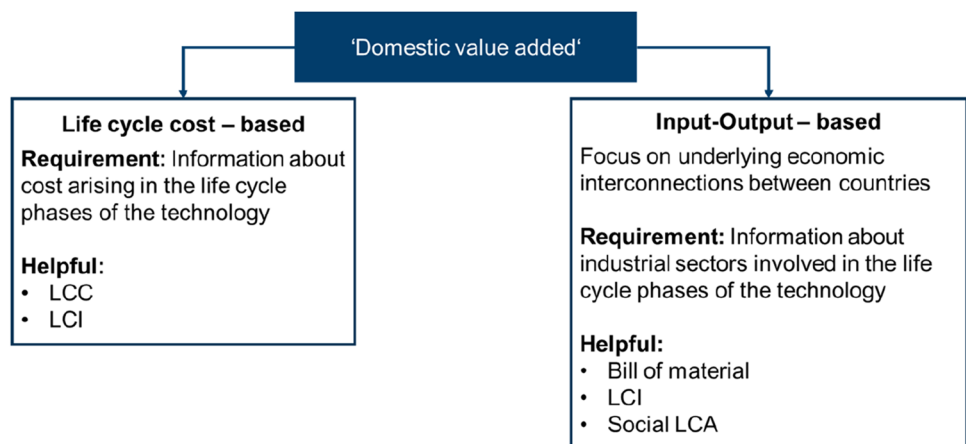 ‘Domestic value added‘
Life cycle cost – based
Requirement: Information about
cost arising in the life cycle
phases of the technology
Helpful:
• LCC
• LCI
Input-Output – based
Focus on underlying economic
interconnections between countries
Requirement: Information about
industrial sectors involved in the life
cycle phases of the technology
Helpful:
• Bill of material
• LCI
• Social LCA